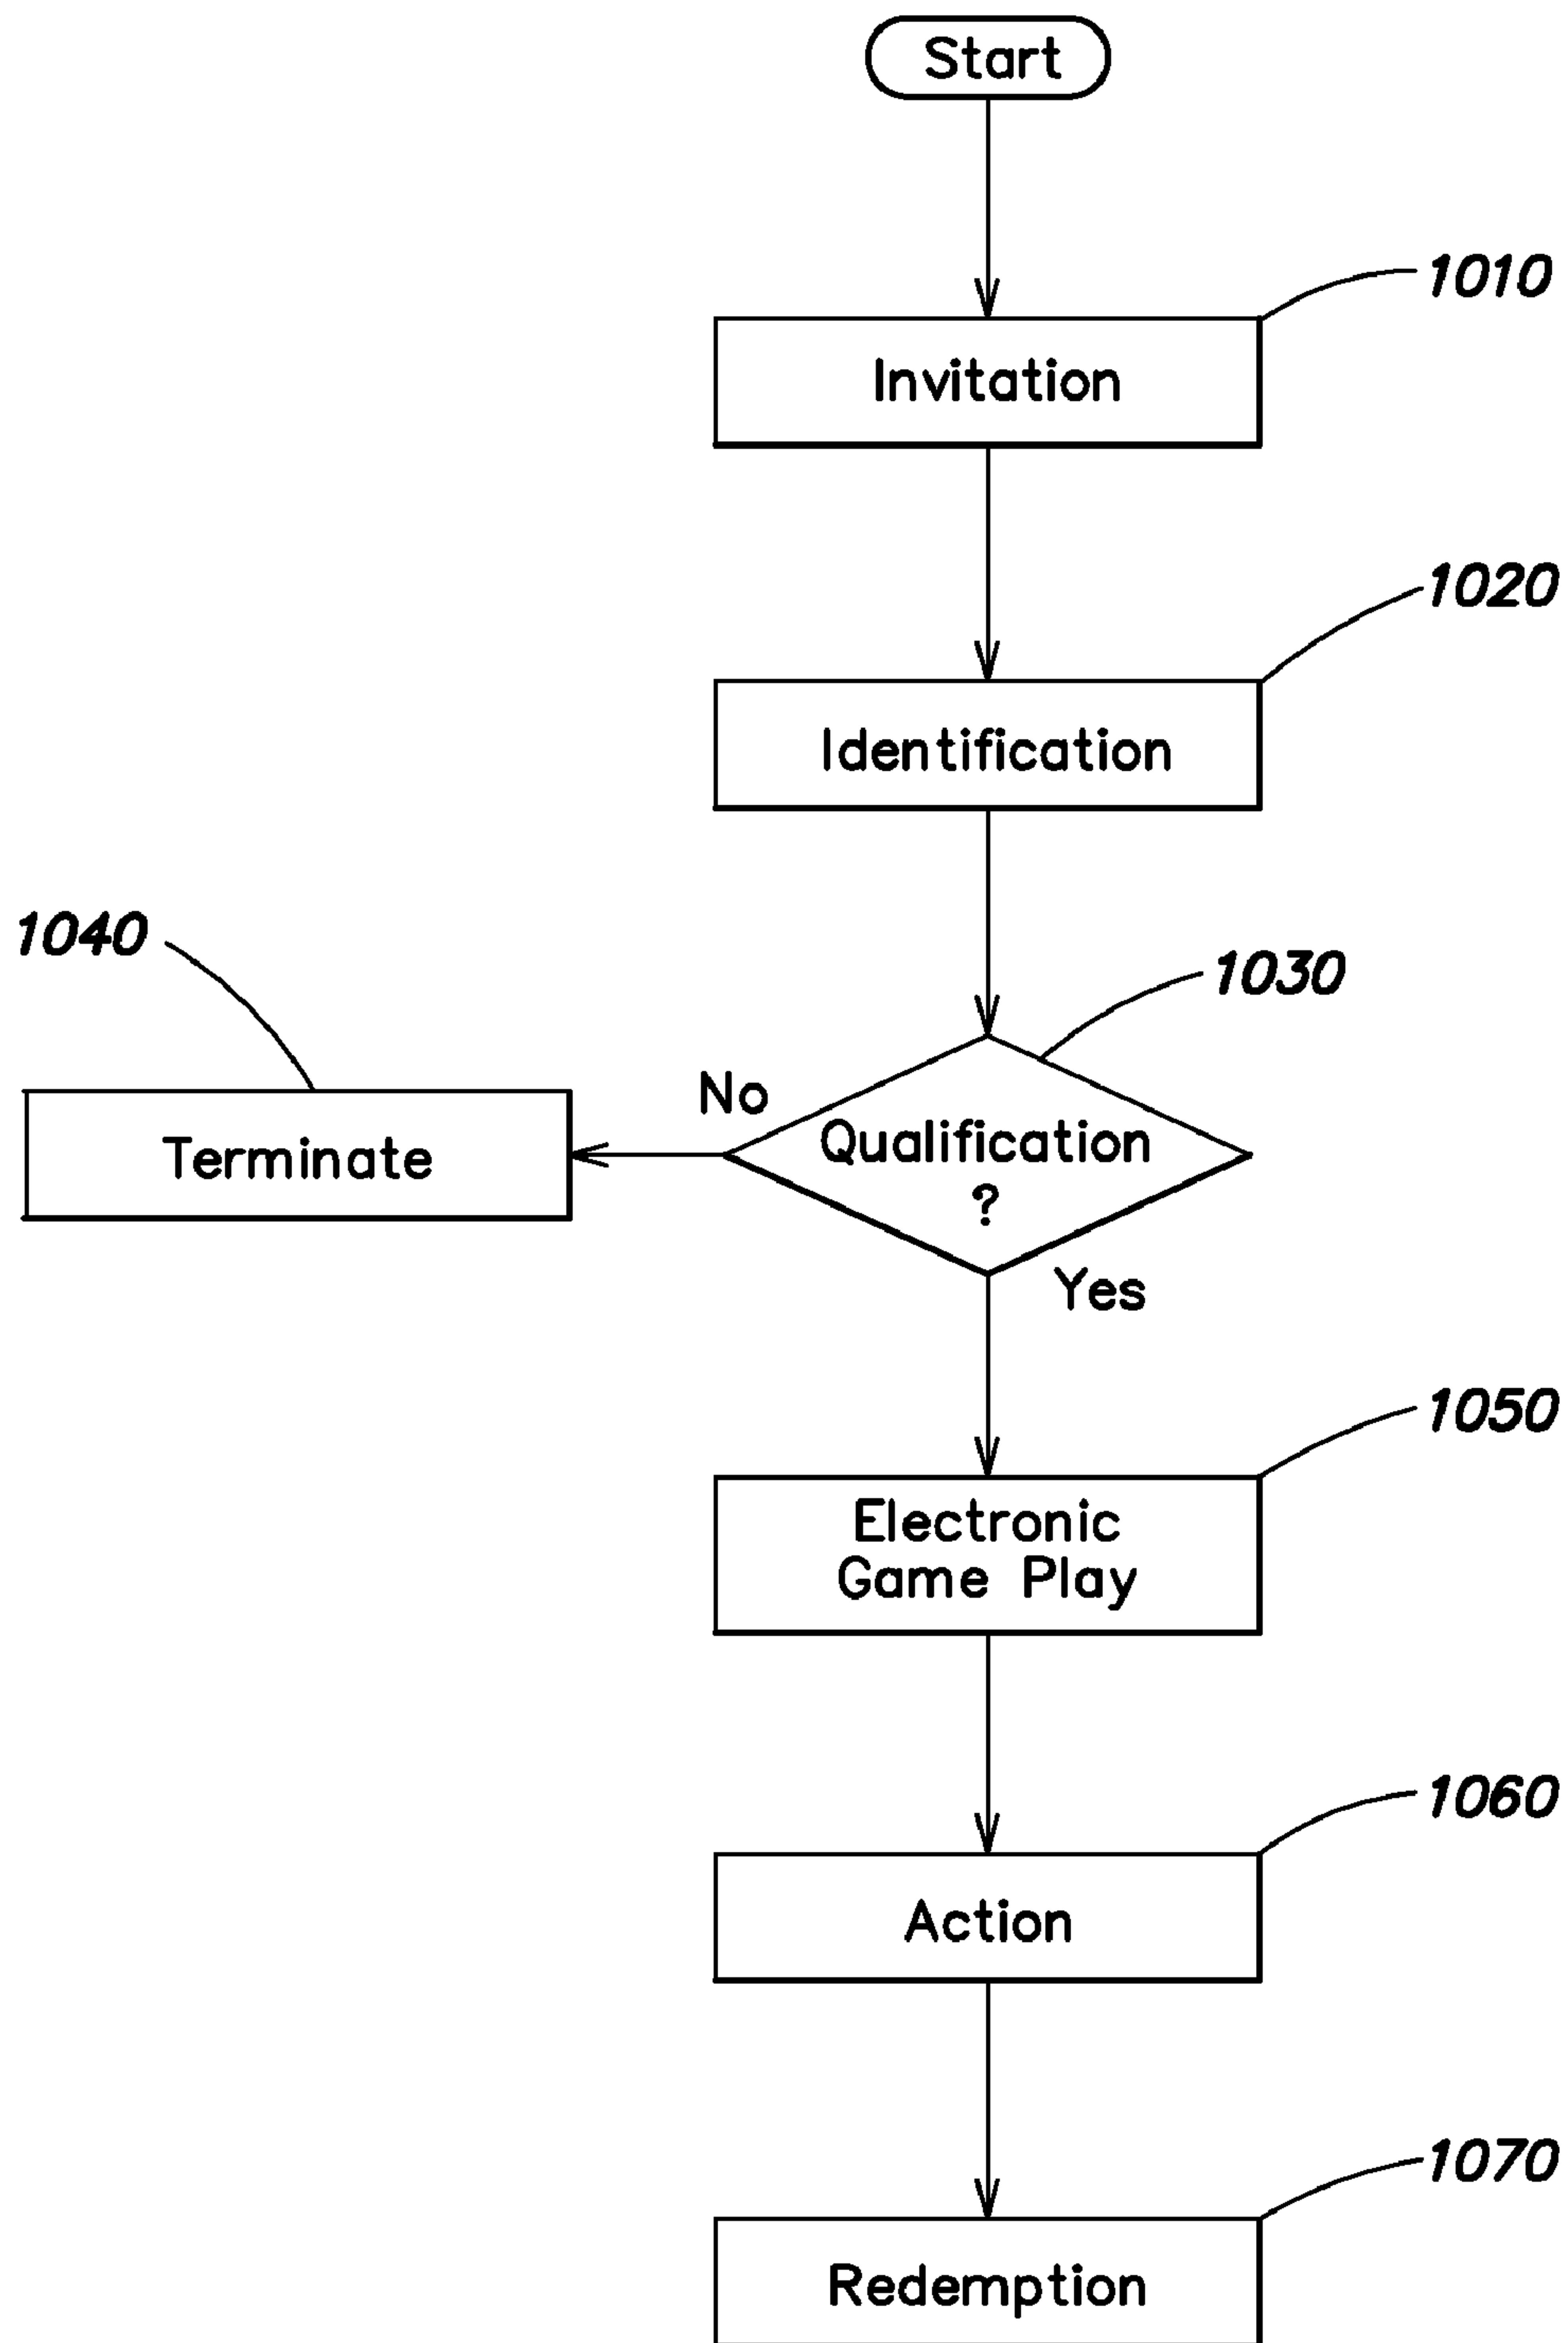 Start
1010
Invitation
1020
Identification
1040
1030
No
Qualification
?
Terminate
Yes
1050
Electronic
Game Play
1060
Action
1070
Redemption